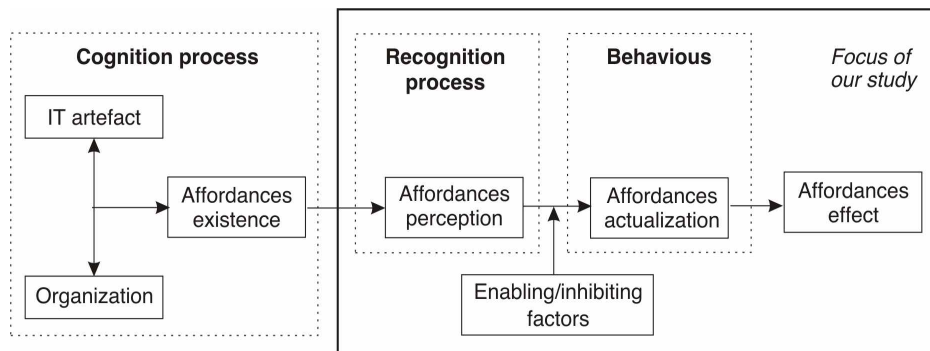 Cognition process
IT artefact
Affordances
existence
Organization
Recognition
process
Affordances
perception
Enabling/inhibiting
factors
Behavious
Affordances
actualization
Focus of
our study
Affordances
effect